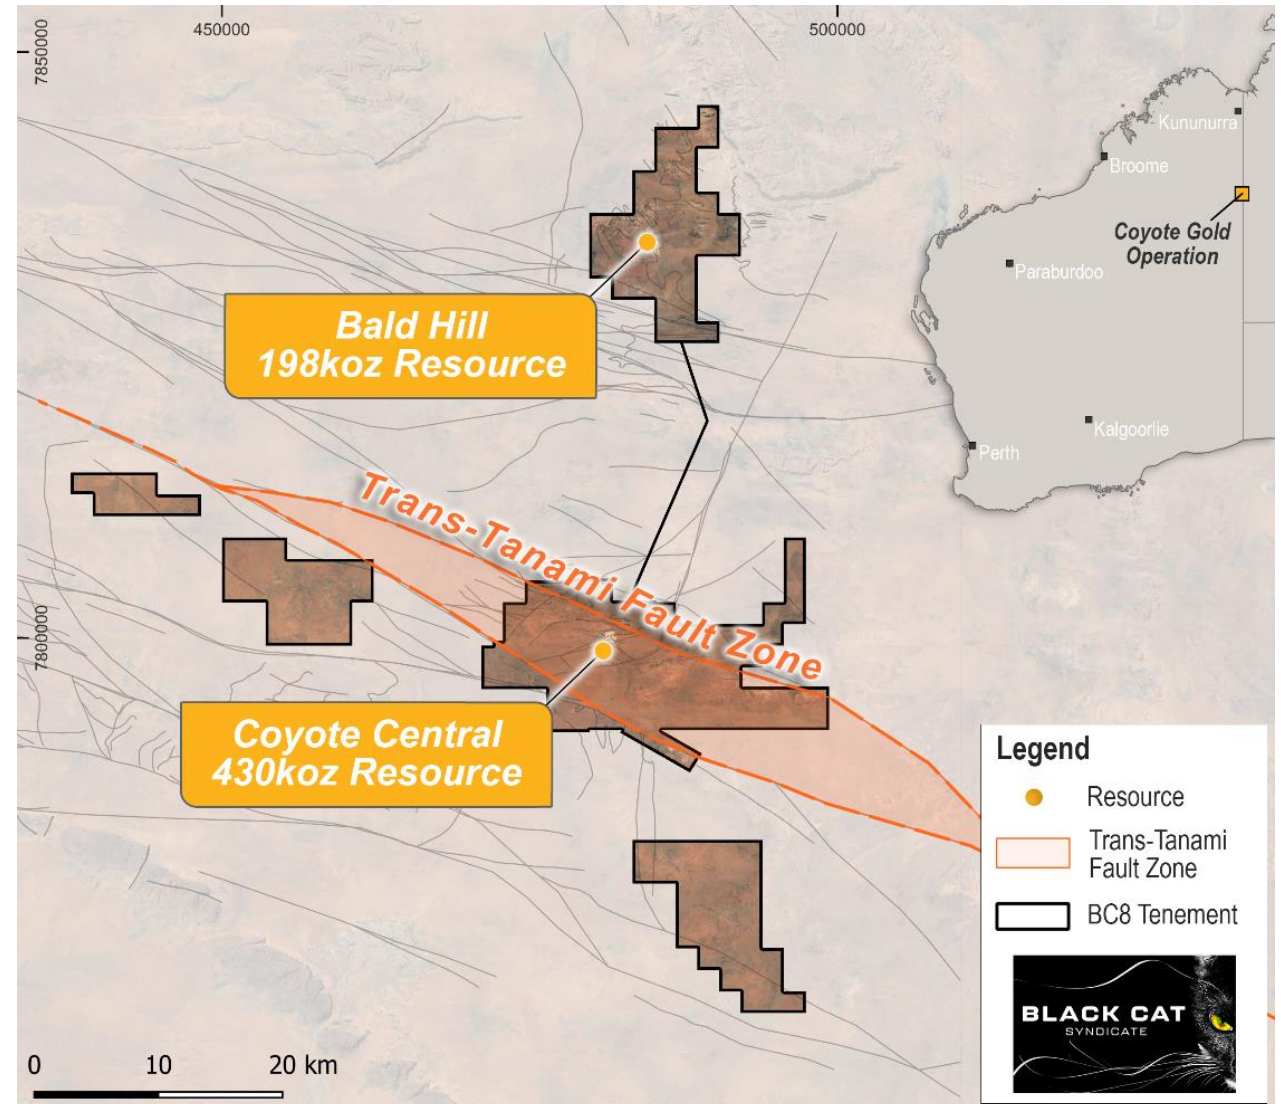 450000
500000
7850000
7800000
Kununurra
Broome
Coyote Gold
Operation
Paraburdoo
Kalgoorlie
Perth
Bald Hill
198koz Resource
Trans-Tanami Fault Zone
Coyote Central
430koz Resource
Legend
Resource
Trans-Tanami
Fault Zone
BC8 Tenement
BLACK CAT
SYNDICATE
0 10 20 km